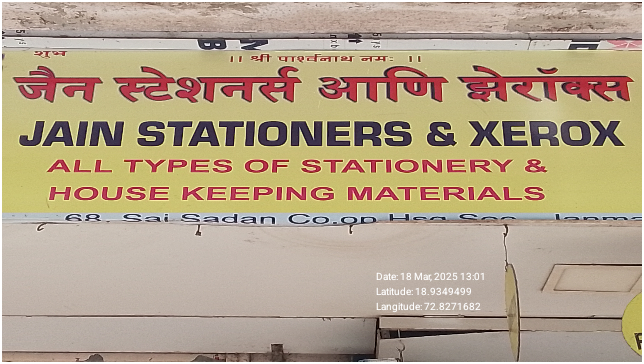 शुभ
।। श्री पार्श्वनाथ नमः ।।
जैन स्टेशनर्स आणि झेरॉक्स
JAIN STATIONERS & XEROX
ALL TYPES OF STATIONERY &
HOUSE KEEPING MATERIALS
68, Sai Sadan Co.op Hsg Soc
Date: 18 Mar, 2025 13:01
Latitude: 18.9349499
Langitude: 72.8271682